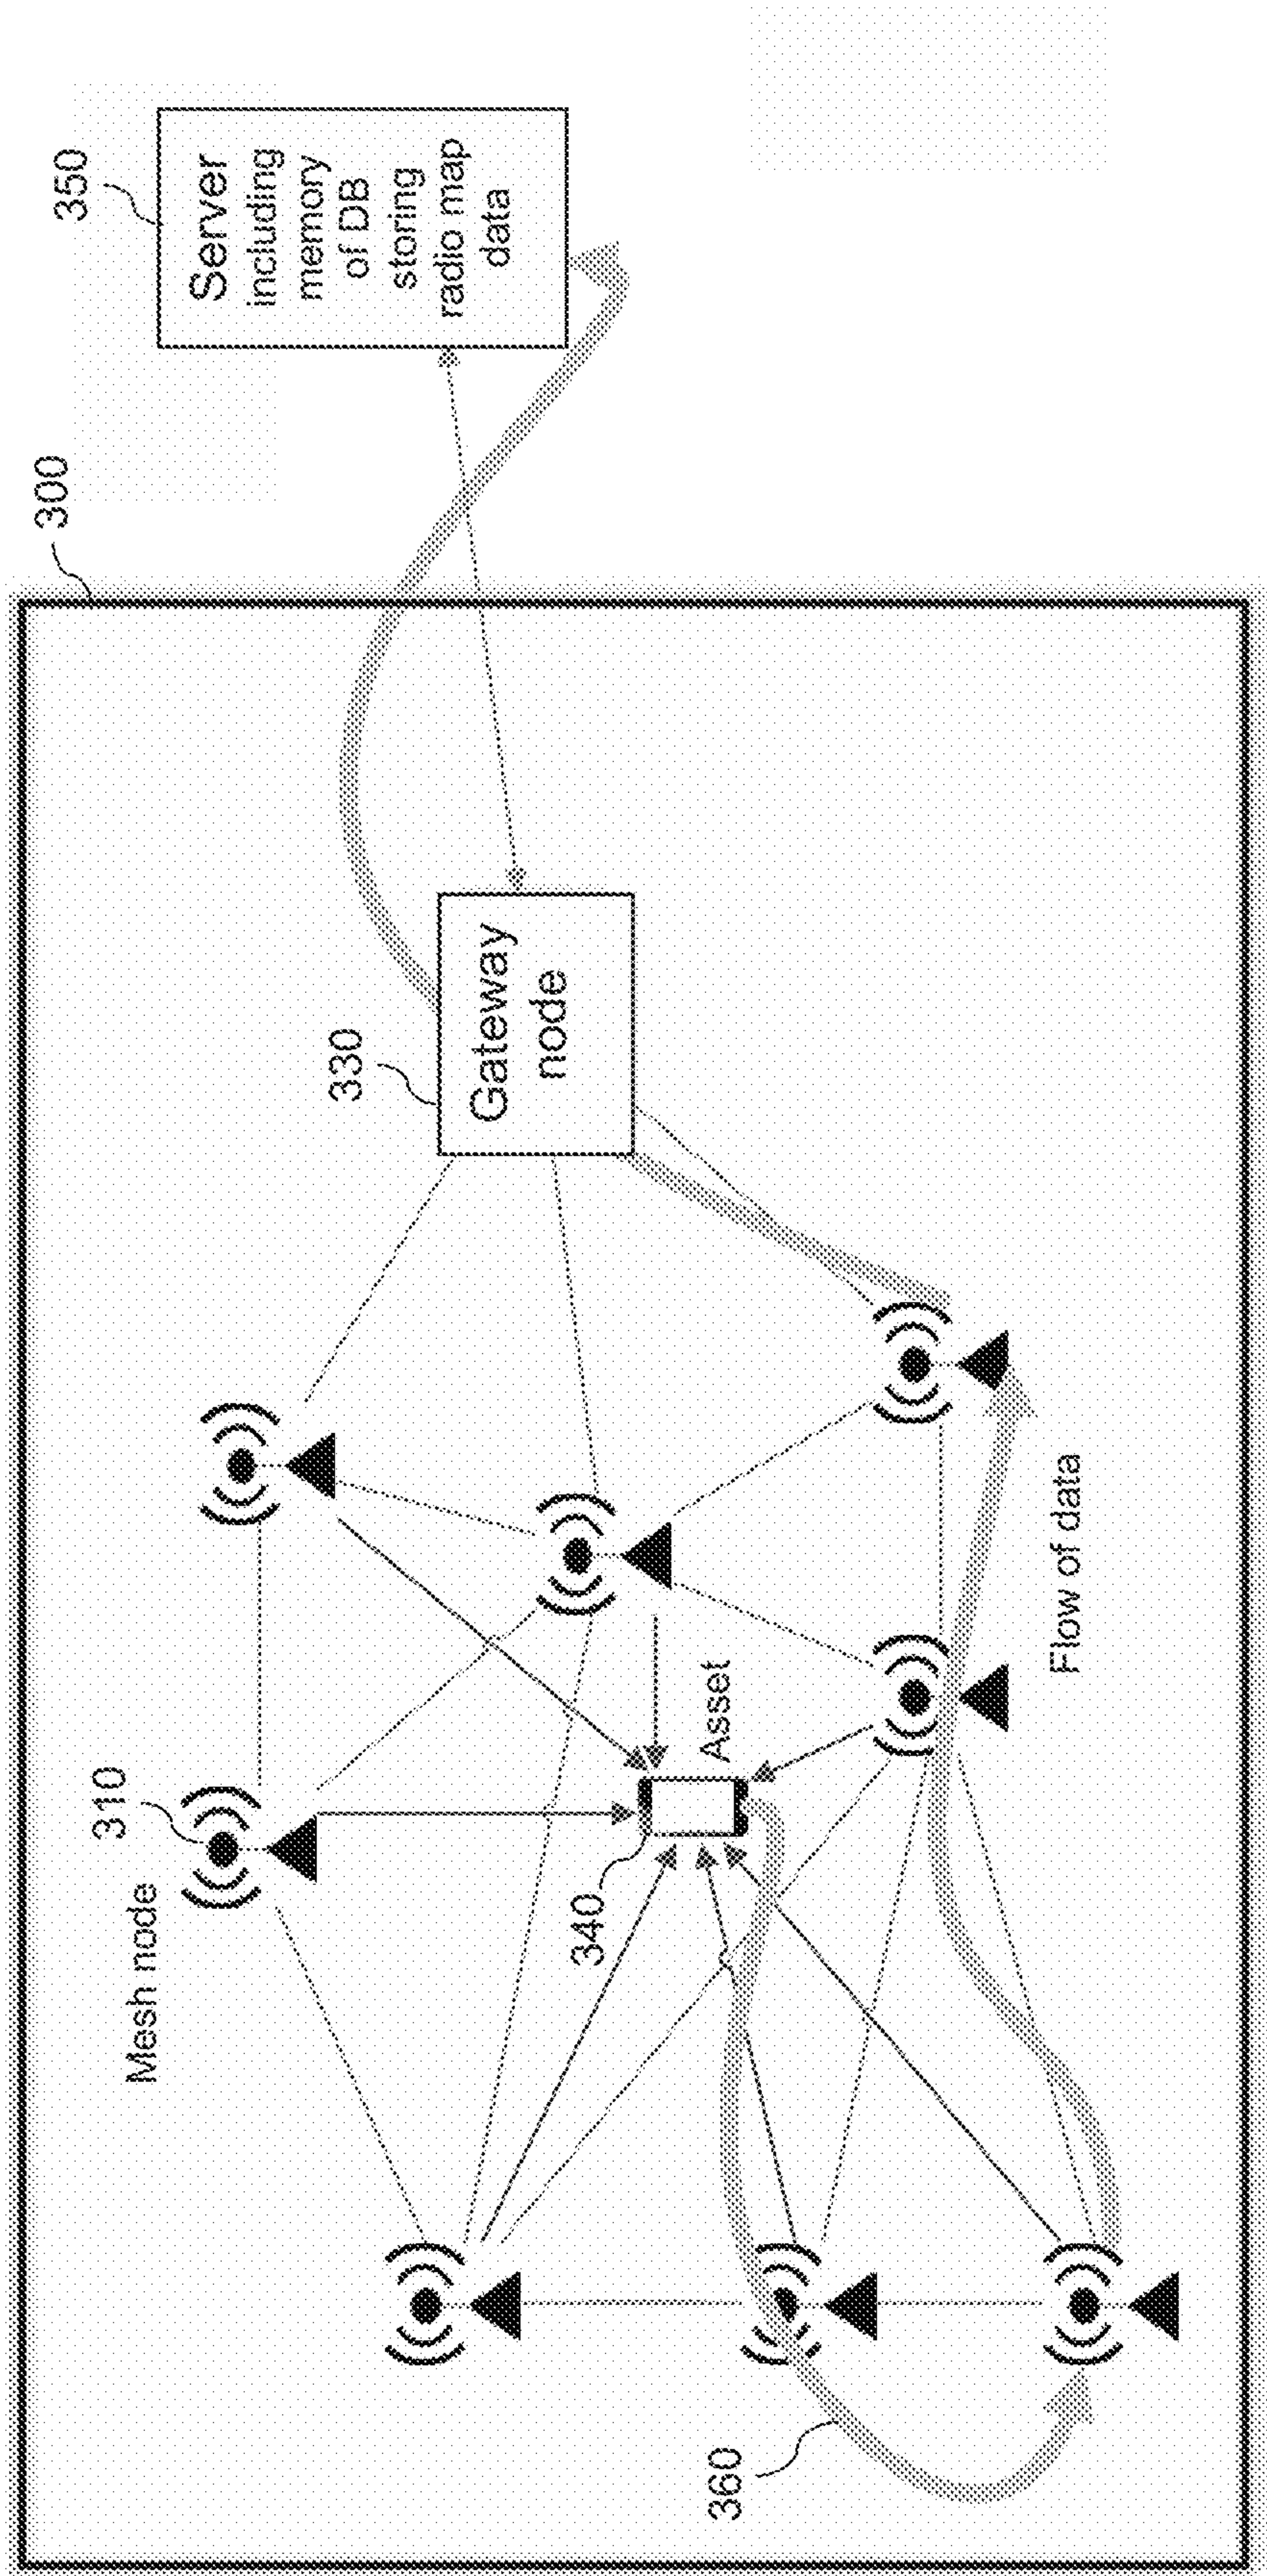 300
350
Server
including
memory
of DB
storing
radio map
data
Mesh node
310
330
Gateway
node
340
Asset
360
Flow of data